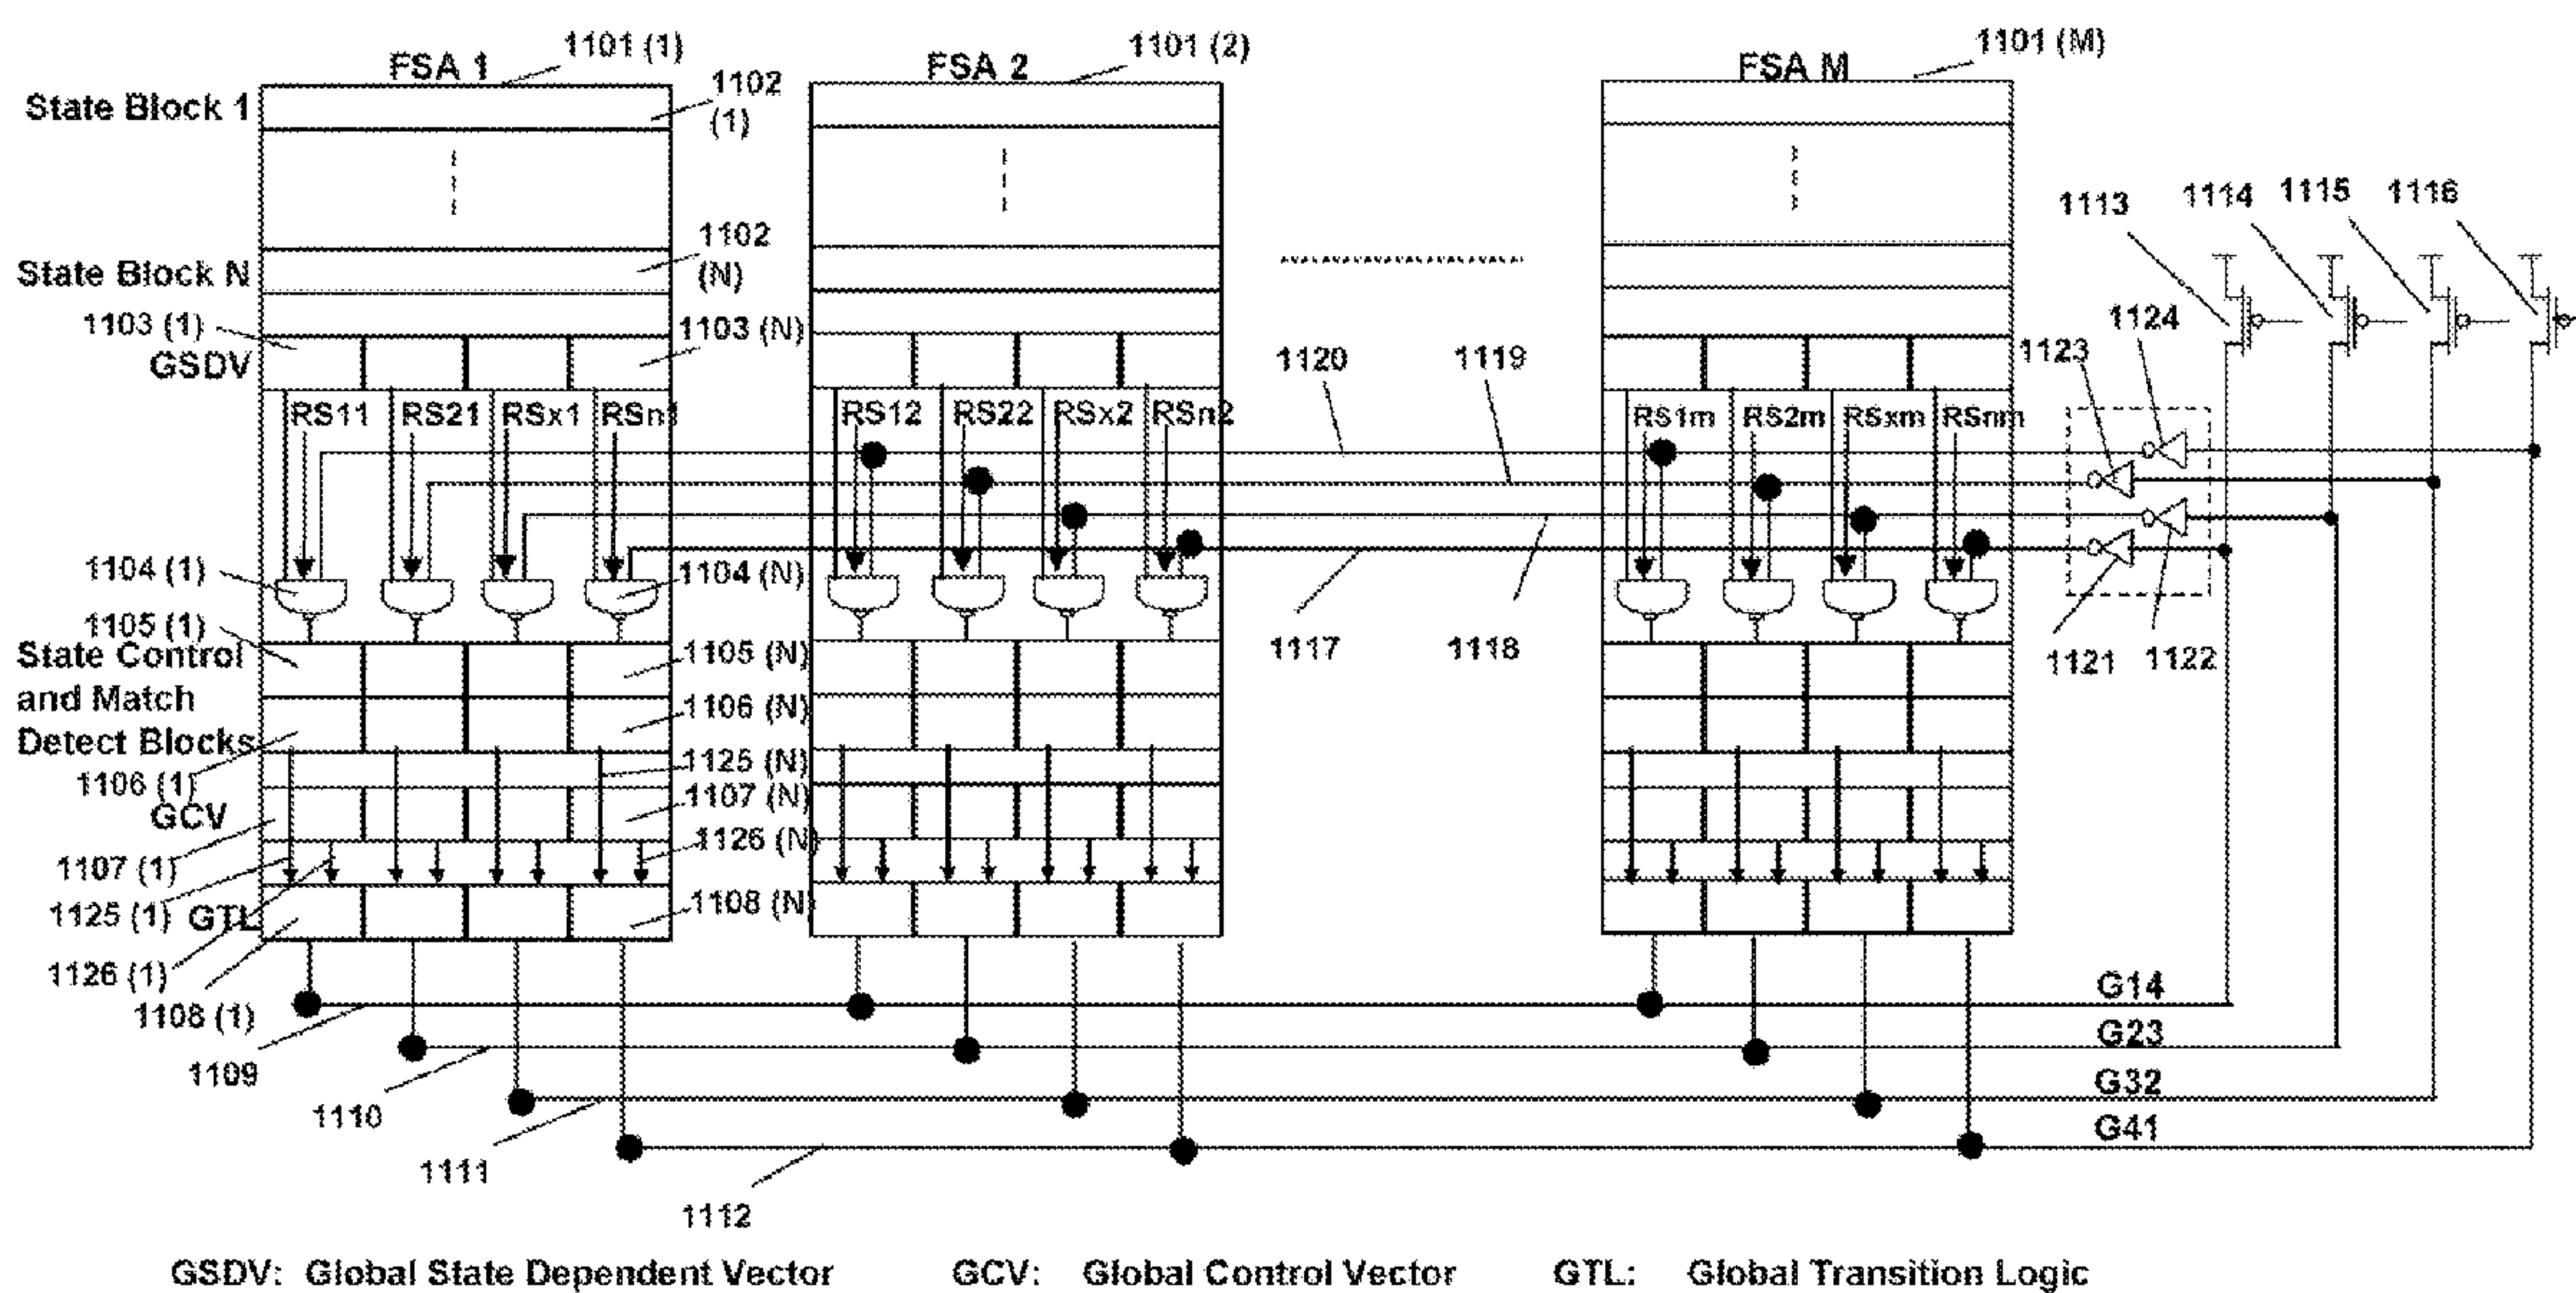 FSA 1
1101 (1)
FSA 2
1101 (2)
FSA M
1101 (M)
State Block 1
1102
(1)
1113
1114
1115
1116
State Block N
1102
(N)
1103 (1)
GSDV
1103 (N)
1120
1119
1123
1124
RS11
RS21
RSx1
RSn1
RS12
RS22
RSx2
RSn2
RS1m
RS2m
RSxm
RSnm
1104 (1)
1104 (N)
1105 (1)
State Control
and Match
Detect Blocks
1105 (N)
1106 (N)
1117
1118
1121
1122
1106 (1)
1125 (N)
GCV
1107 (N)
1107 (1)
1126 (N)
1125 (1)
GTL
1108 (N)
1126 (1)
1108 (1)
G14
1109
G23
1110
G32
1111
G41
1112
GSDV: Global State Dependent Vector
GCV: Global Control Vector
GTL: Global Transition Logic